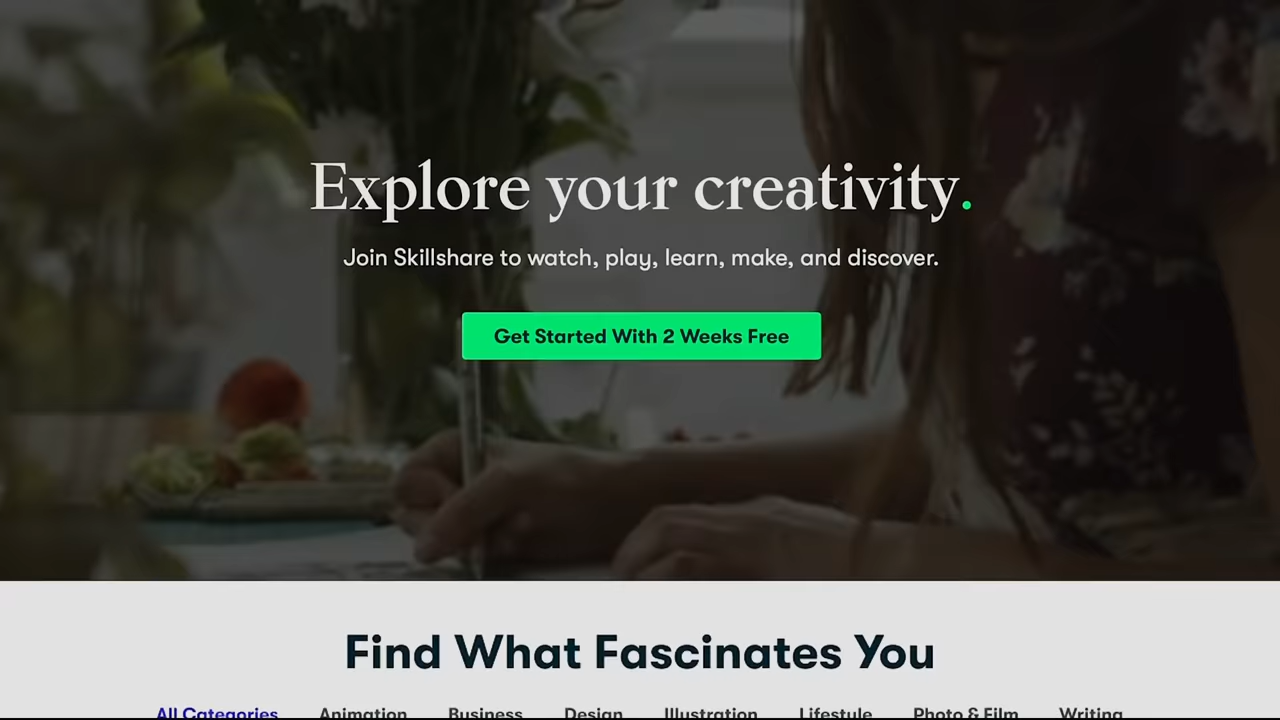 Explore your creativity.
Join Skillshare to watch, play, learn, make, and discover.
Get Started With 2 Weeks Free
Find What Fascinates You
All Categories Animation Business Design Illustration Lifestyle Photo & Film Writing